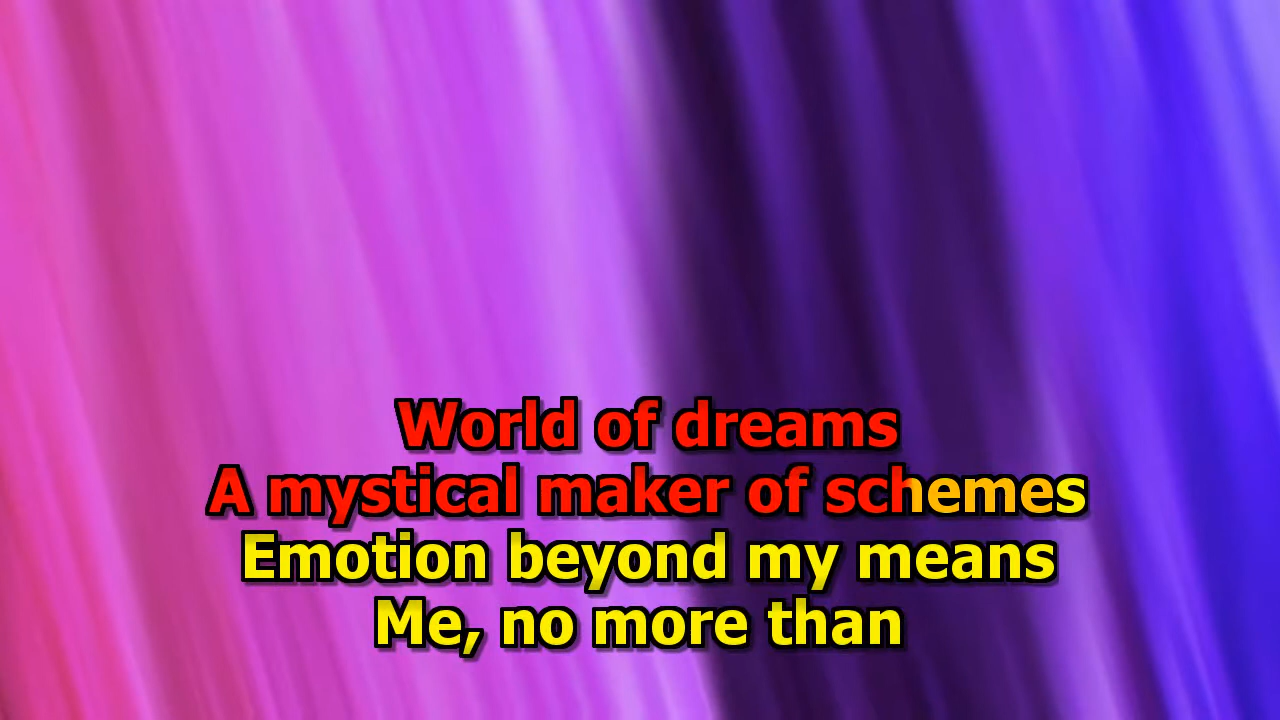 World of dreams
A mystical maker of schemes
Emotion beyond my means
Me, no more than